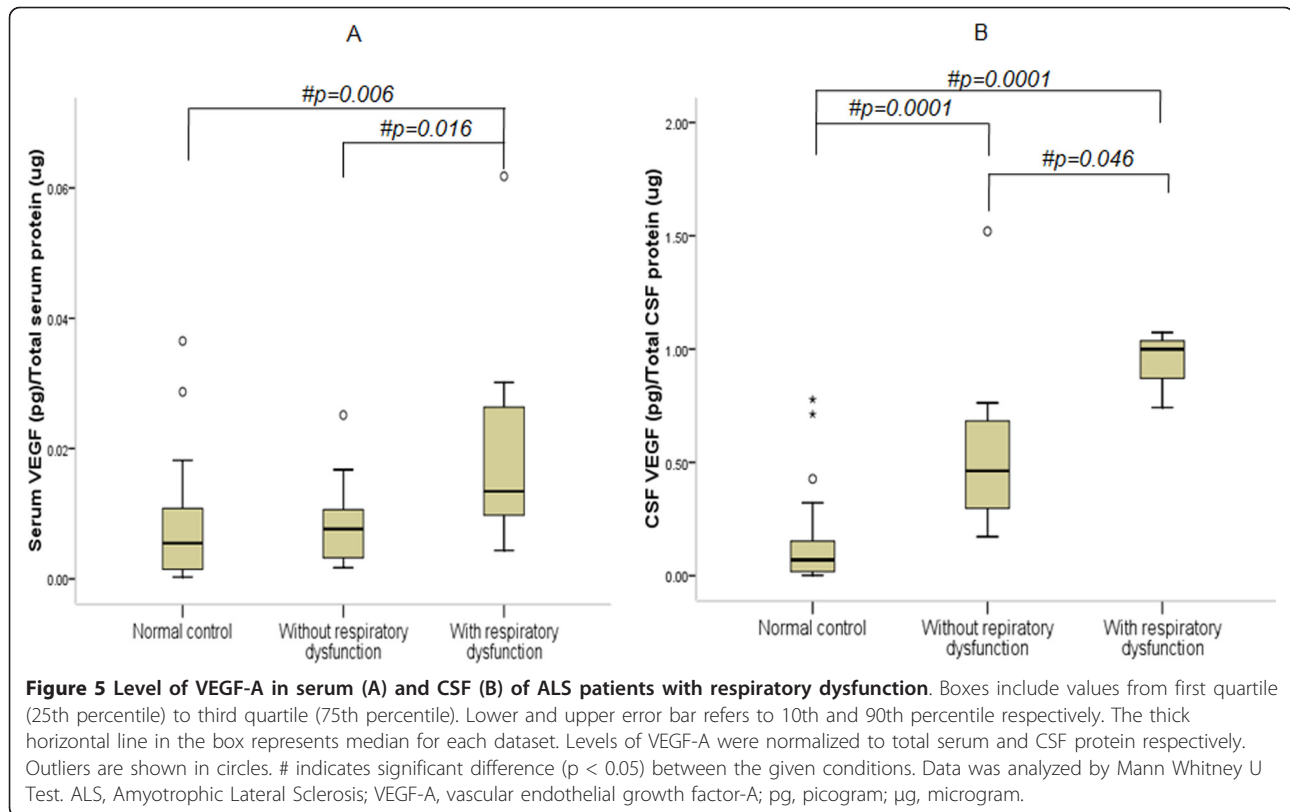 A
#p=0.006
#p=0.016
Serum VEGF (pg)/Total serum protein (ug)
0.06
0.04
0.02
0.00
Normal control
Without respiratory
dysfunction
With respiratory
dysfunction
B
#p=0.0001
#p=0.0001
#p=0.046
CSF VEGF (pg)/Total CSF protein (ug)
2.00
1.50
1.00
0.50
0.00
Normal control
Without repiratory
dysfunction
With respiratory
dysfunction
Figure 5 Level of VEGF-A in serum (A) and CSF (B) of ALS patients with respiratory dysfunction. Boxes include values from first quartile
(25th percentile) to third quartile (75th percentile). Lower and upper error bar refers to 10th and 90th percentile respectively. The thick
horizontal line in the box represents median for each dataset. Levels of VEGF-A were normalized to total serum and CSF protein respectively.
Outliers are shown in circles. # indicates significant difference (p < 0.05) between the given conditions. Data was analyzed by Mann Whitney U
Test. ALS, Amyotrophic Lateral Sclerosis; VEGF-A, vascular endothelial growth factor-A; pg, picogram; μg, microgram.